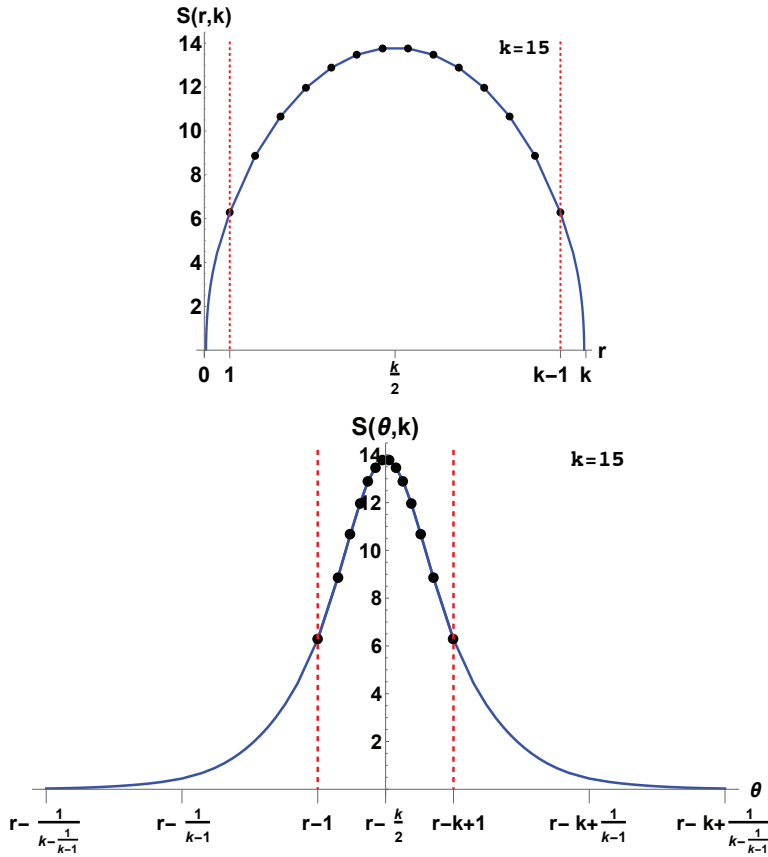 S(r,k)
k=15
14
12
10
8
6
4
2
r
0 1 k/2 k-1 k
S(θ,k)
k=15
14
12
10
8
6
4
2
θ
r- 1/(k- 1/(k-1)) r- 1/(k-1) r-1 r- k/2 r-k+1 r-k+ 1/(k-1) r-k+ 1/(k- 1/(k-1))